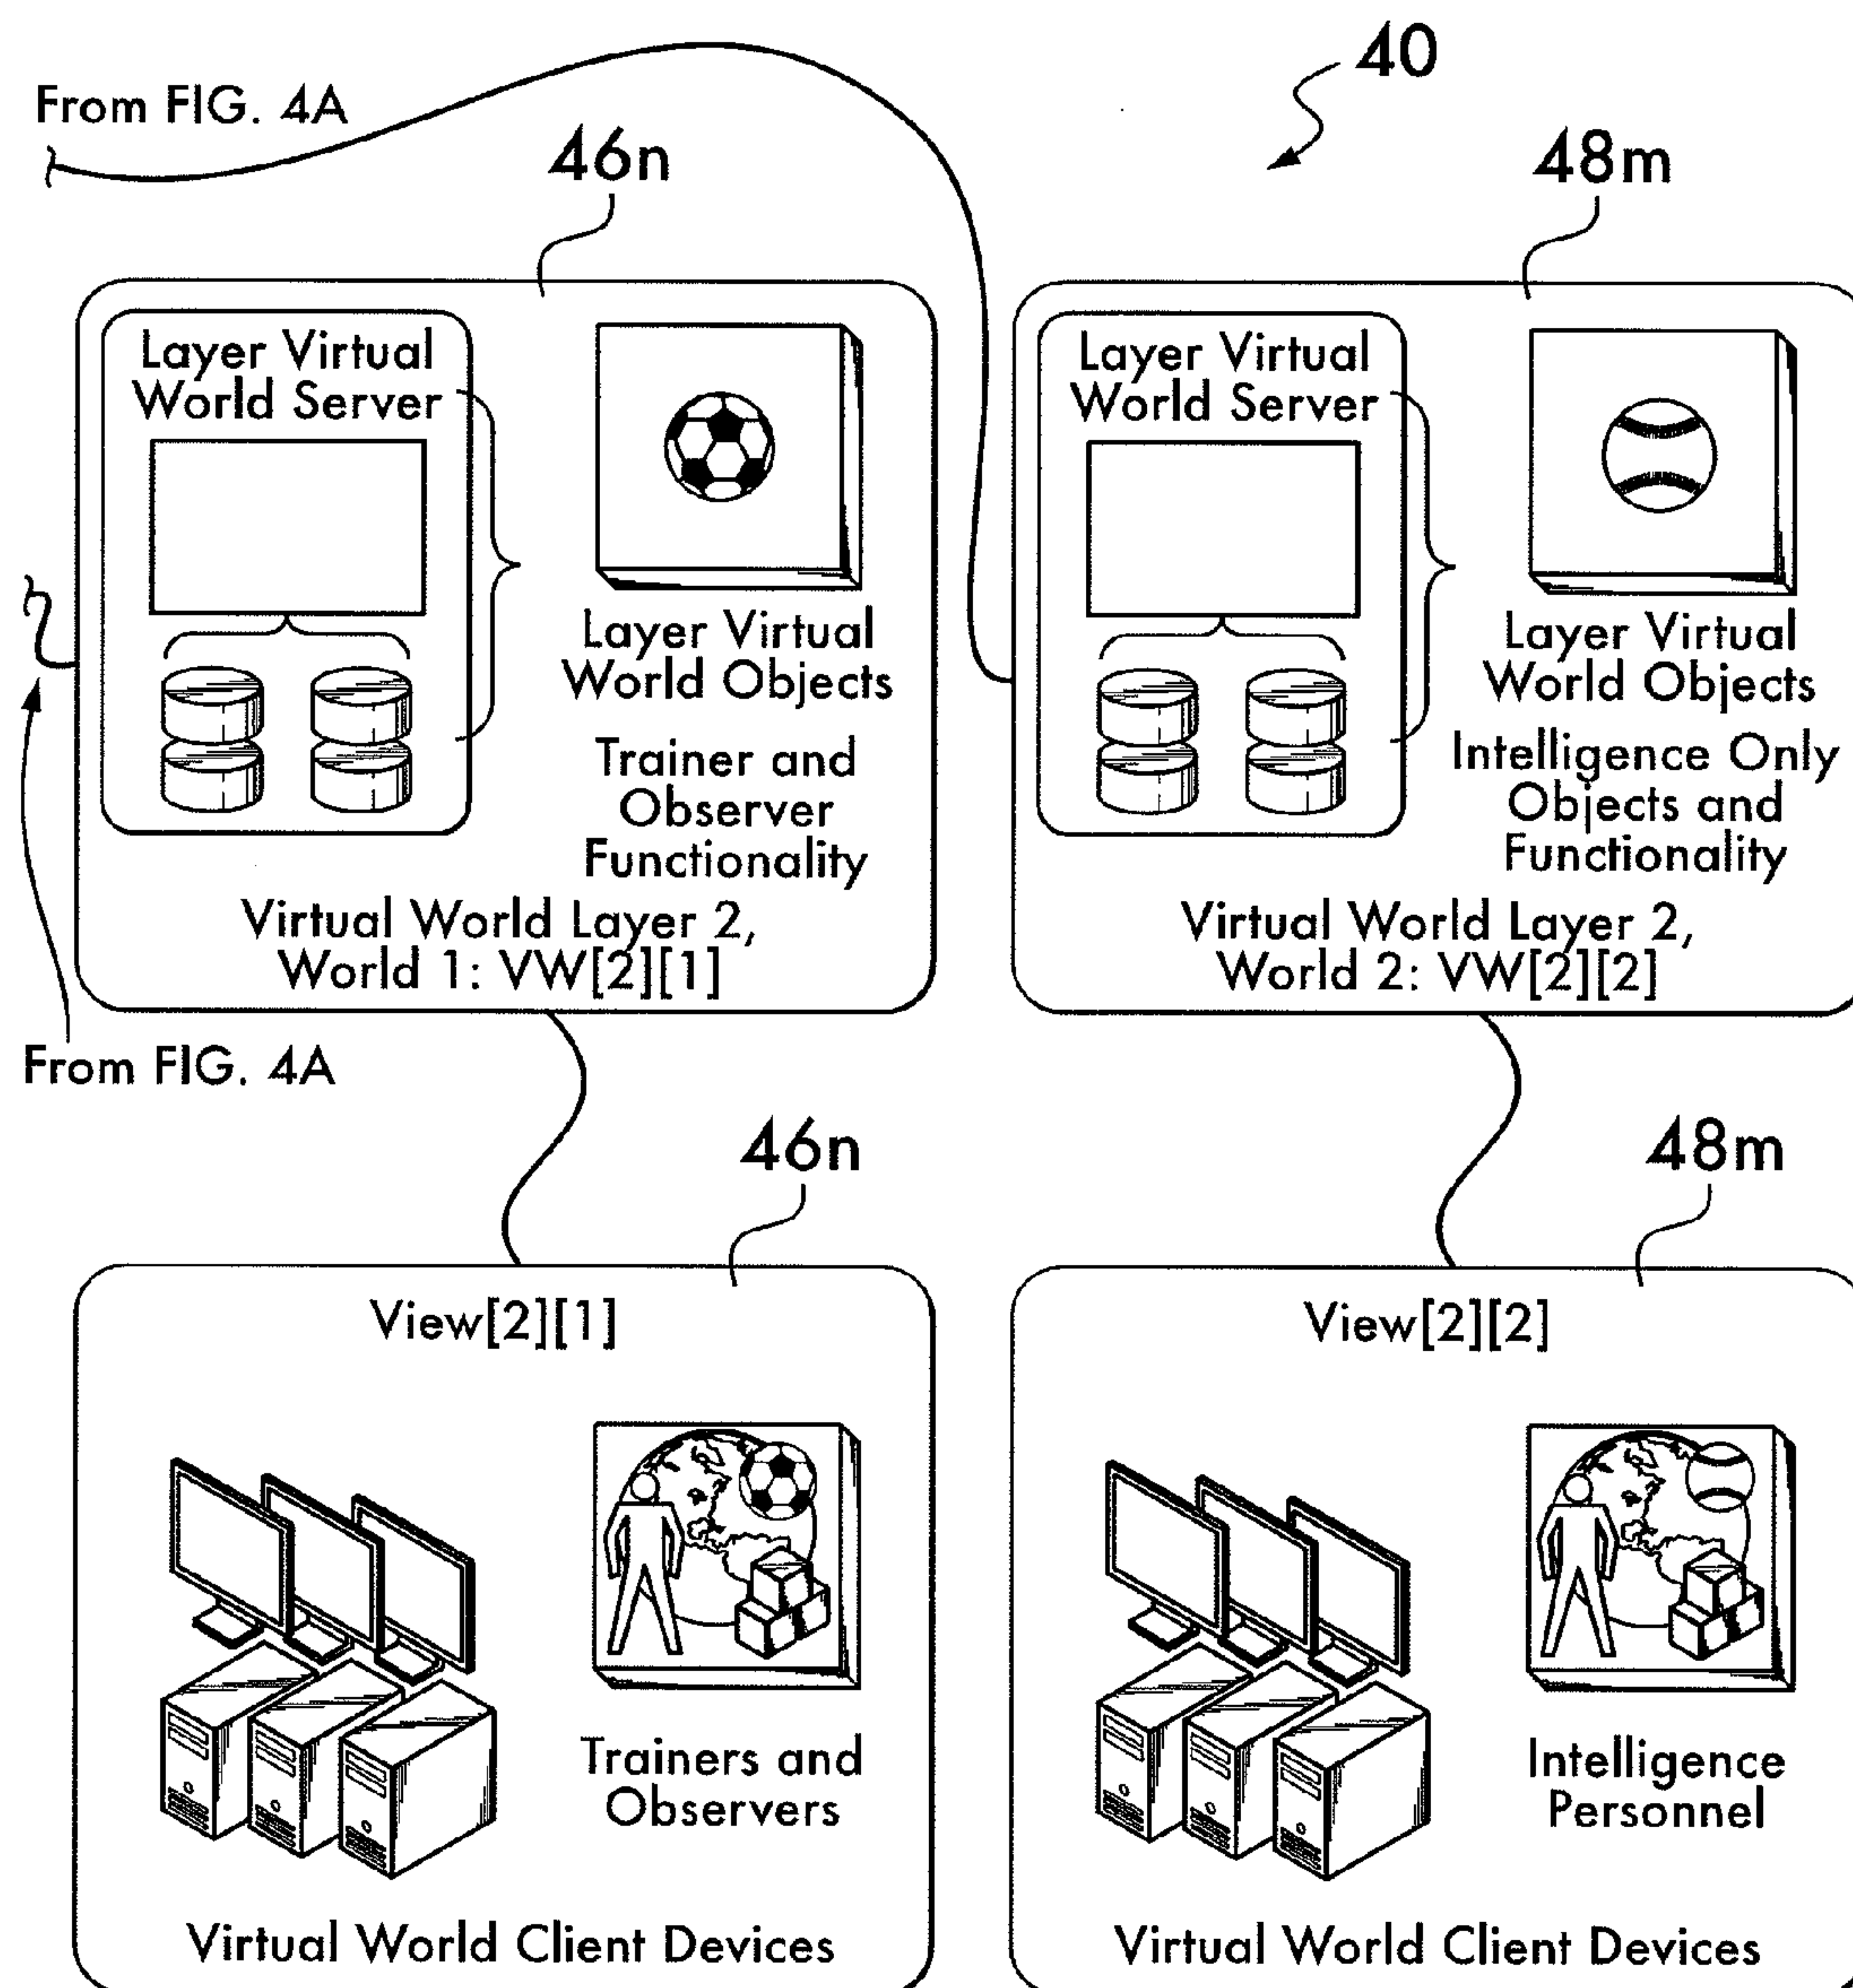 40
From FIG. 4A
46n
48m
Layer Virtual
World Server
Layer Virtual
World Objects
Trainer and
Observer
Functionality
Virtual World Layer 2,
World 1: VW[2][1]
Layer Virtual
World Server
Layer Virtual
World Objects
Intelligence Only
Objects and
Functionality
Virtual World Layer 2,
World 2: VW[2][2]
From FIG. 4A
46n
48m
View[2][1]
Trainers and
Observers
Virtual World Client Devices
View[2][2]
Intelligence
Personnel
Virtual World Client Devices